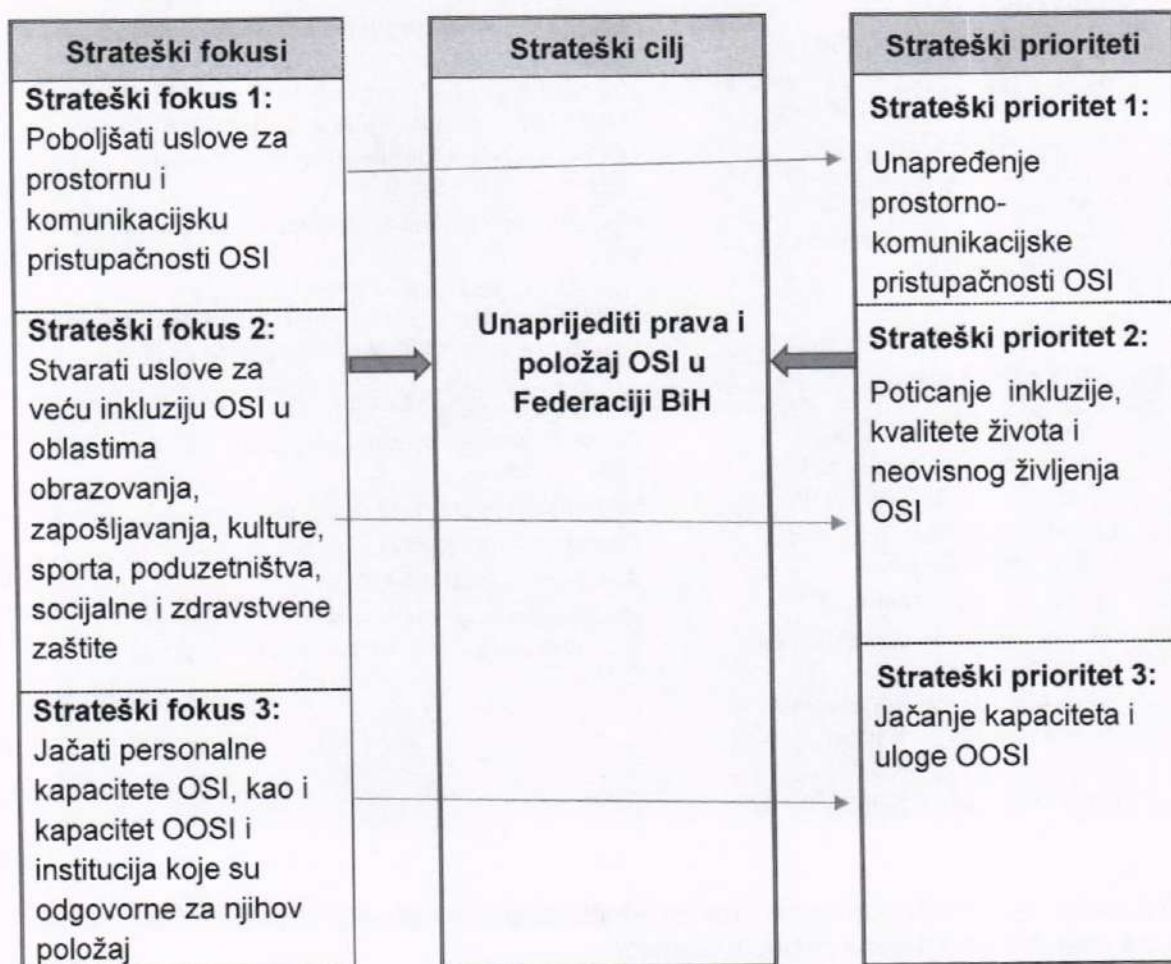 Strateški fokusi
Strateški fokus 1:
Poboljšati uslove za
prostornu i
komunikacijsku
pristupačnosti OSI
Strateški fokus 2:
Stvarati uslove za
veću inkluziju OSI u
oblastima
obrazovanja,
zapošljavanja, kulture,
sporta, poduzetništva,
socijalne i zdravstvene
zaštite
Strateški fokus 3:
Jačati personalne
kapacitete OSI, kao i
kapacitet OOSI i
institucija koje su
odgovorne za njihov
položaj
Strateški cilj
Unaprijediti prava i
položaj OSI u
Federaciji BiH
Strateški prioriteti
Strateški prioritet 1:
Unapređenje
prostorno-
komunikacijske
pristupačnosti OSI
Strateški prioritet 2:
Poticanje inkluzije,
kvalitete života i
neovisnog življenja
OSI
Strateški prioritet 3:
Jačanje kapaciteta i
uloge OOSI